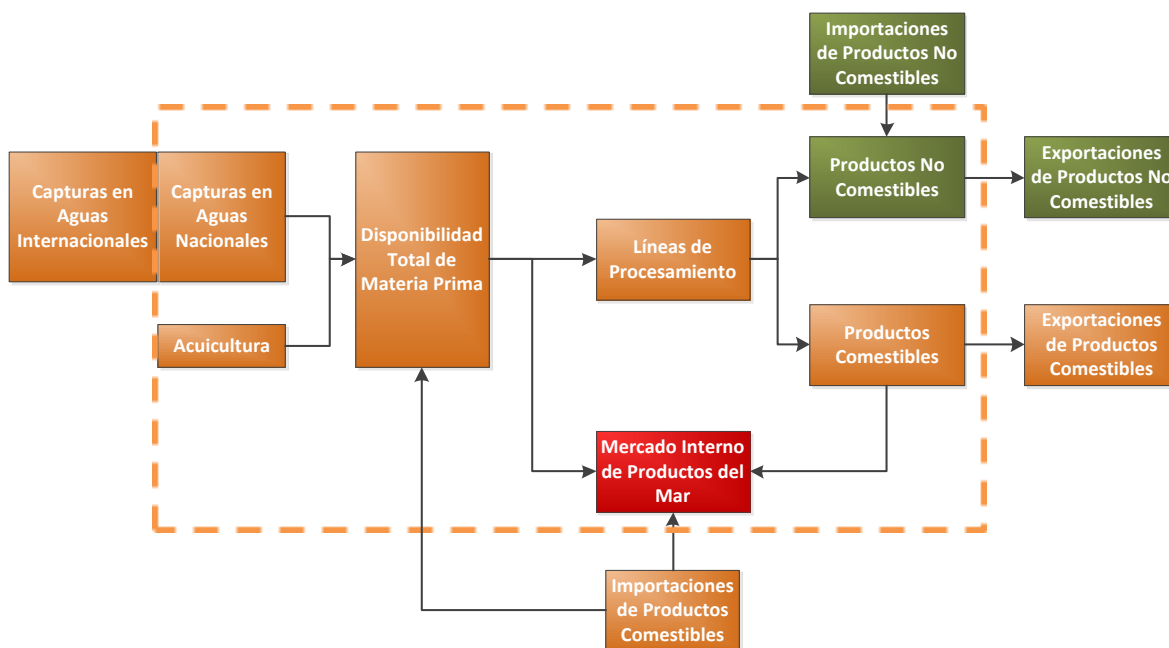 Importaciones
de Productos No
Comestibles
Capturas en
Aguas
Internacionales
Capturas en
Aguas
Nacionales
Disponibilidad
Total de
Materia Prima
Líneas de
Procesamiento
Productos No
Comestibles
Exportaciones
de Productos No
Comestibles
Acuicultura
Productos
Comestibles
Exportaciones
de Productos
Comestibles
Mercado Interno
de Productos del
Mar
Importaciones
de Productos
Comestibles